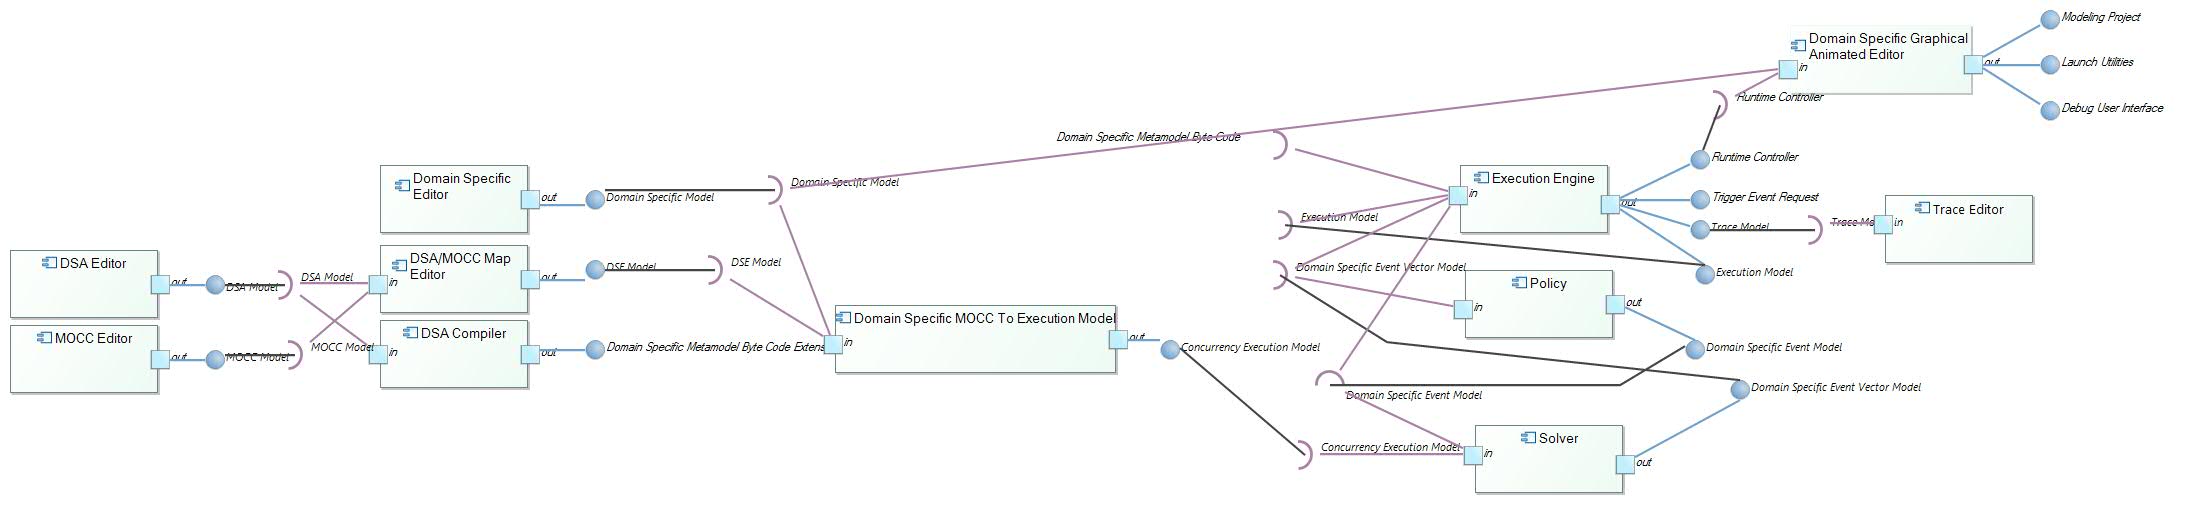 Modeling Project
Domain Specific Graphical
Animated Editor
in
out
Launch Utilities
Runtime Controller
Debug User Interface
Domain Specific Metamodel Byte Code
Runtime Controller
Domain Specific
Editor
out
Domain Specific Model
Domain Specific Model
Execution Engine
in
out
Trigger Event Request
Trace Model
Trace
in
Trace Editor
Execution Model
Execution Model
DSA Editor
out
DSA Model
DSA Model
DSA/MOCC Map
Editor
in
out
DSE Model
DSE Model
Domain Specific Event Vector Model
Policy
in
out
MOCC Editor
out
MOCC Model
MOCC Model
DSA Compiler
in
out
Domain Specific Metamodel Byte Code Extens
Domain Specific MOCC To Execution Model
in
out
Concurrency Execution Model
Domain Specific Event Model
Domain Specific Event Vector Model
Domain Specific Event Model
Concurrency Execution Model
Solver
in
out